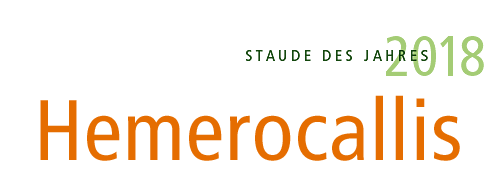 STAUDE DES JAHRES 2018
Hemerocallis